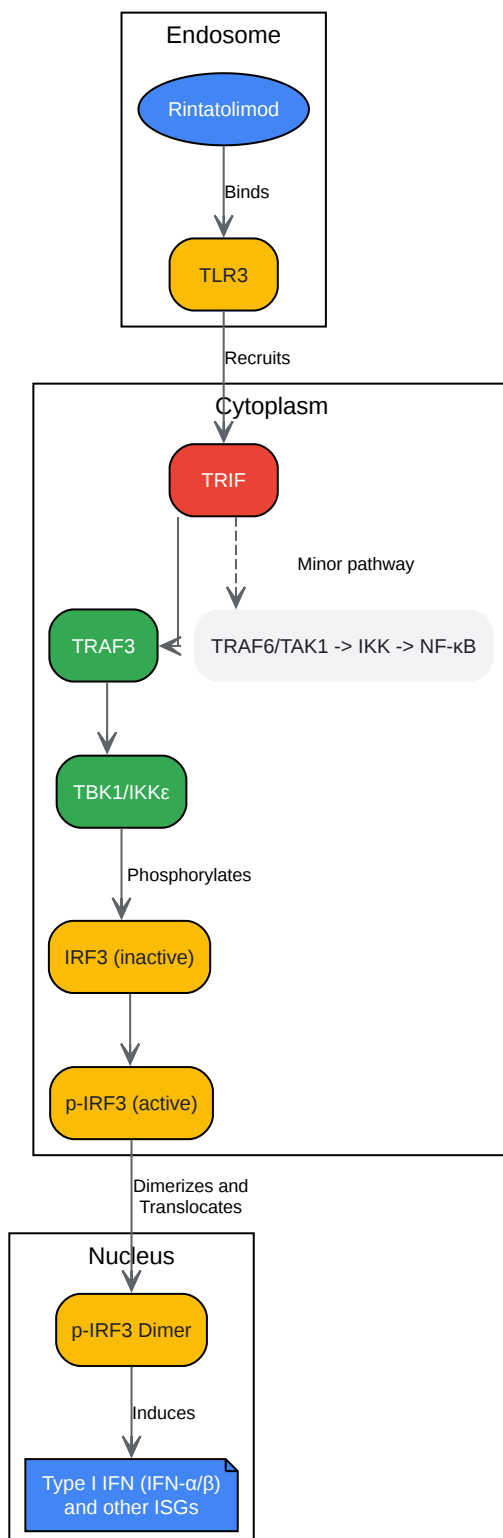 Endosome
Rintatolimod
Binds
TLR3
Recruits
Cytoplasm
TRIF
Minor pathway
TRAF3
TRAF6/TAK1 -> IKK -> NF-κB
TBK1/IKKε
Phosphorylates
IRF3 (inactive)
p-IRF3 (active)
Dimerizes and
Translocates
Nucleus
p-IRF3 Dimer
Induces
Type I IFN (IFN-α/β)
and other ISGs